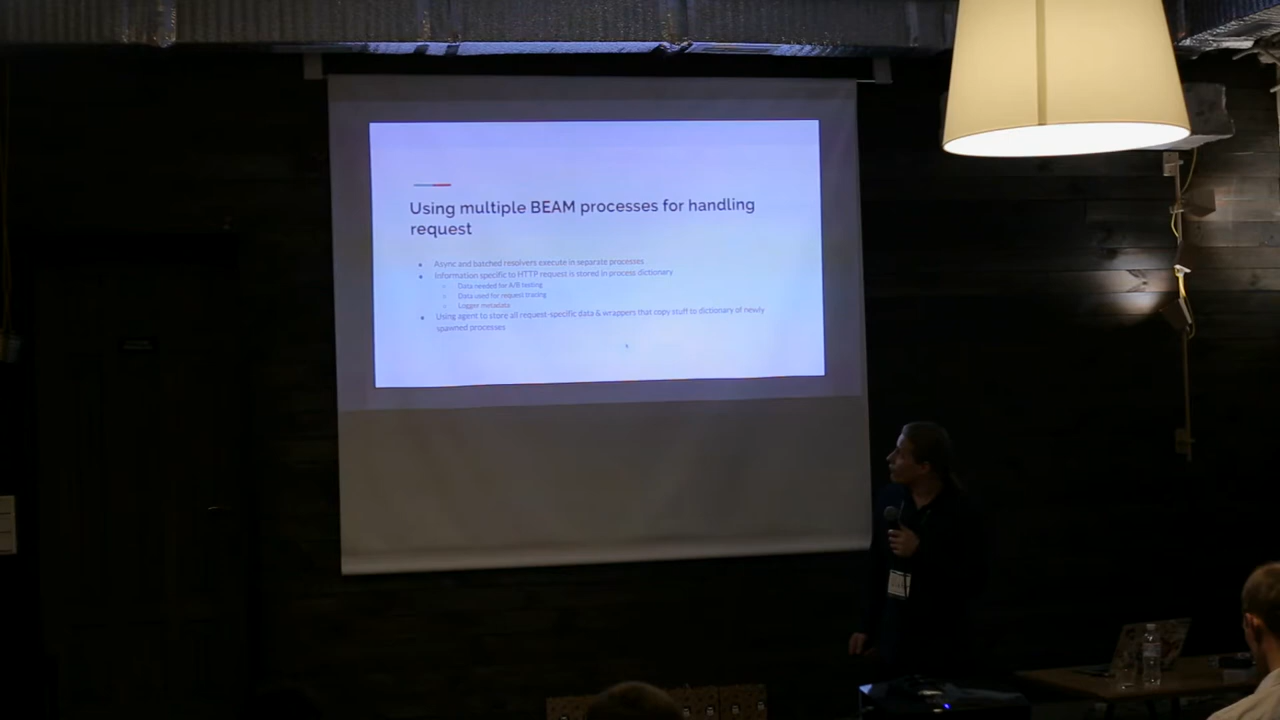 Using multiple BEAM processes for handling
request
Async and batched resolvers execute in separate processes
Information specific to HTTP request is stored in process dictionary
Data needed for A/B testing
Data used for request tracing
Logger metadata
Using agent to store all request-specific data & wrappers that copy stuff to dictionary of newly
spawned processes